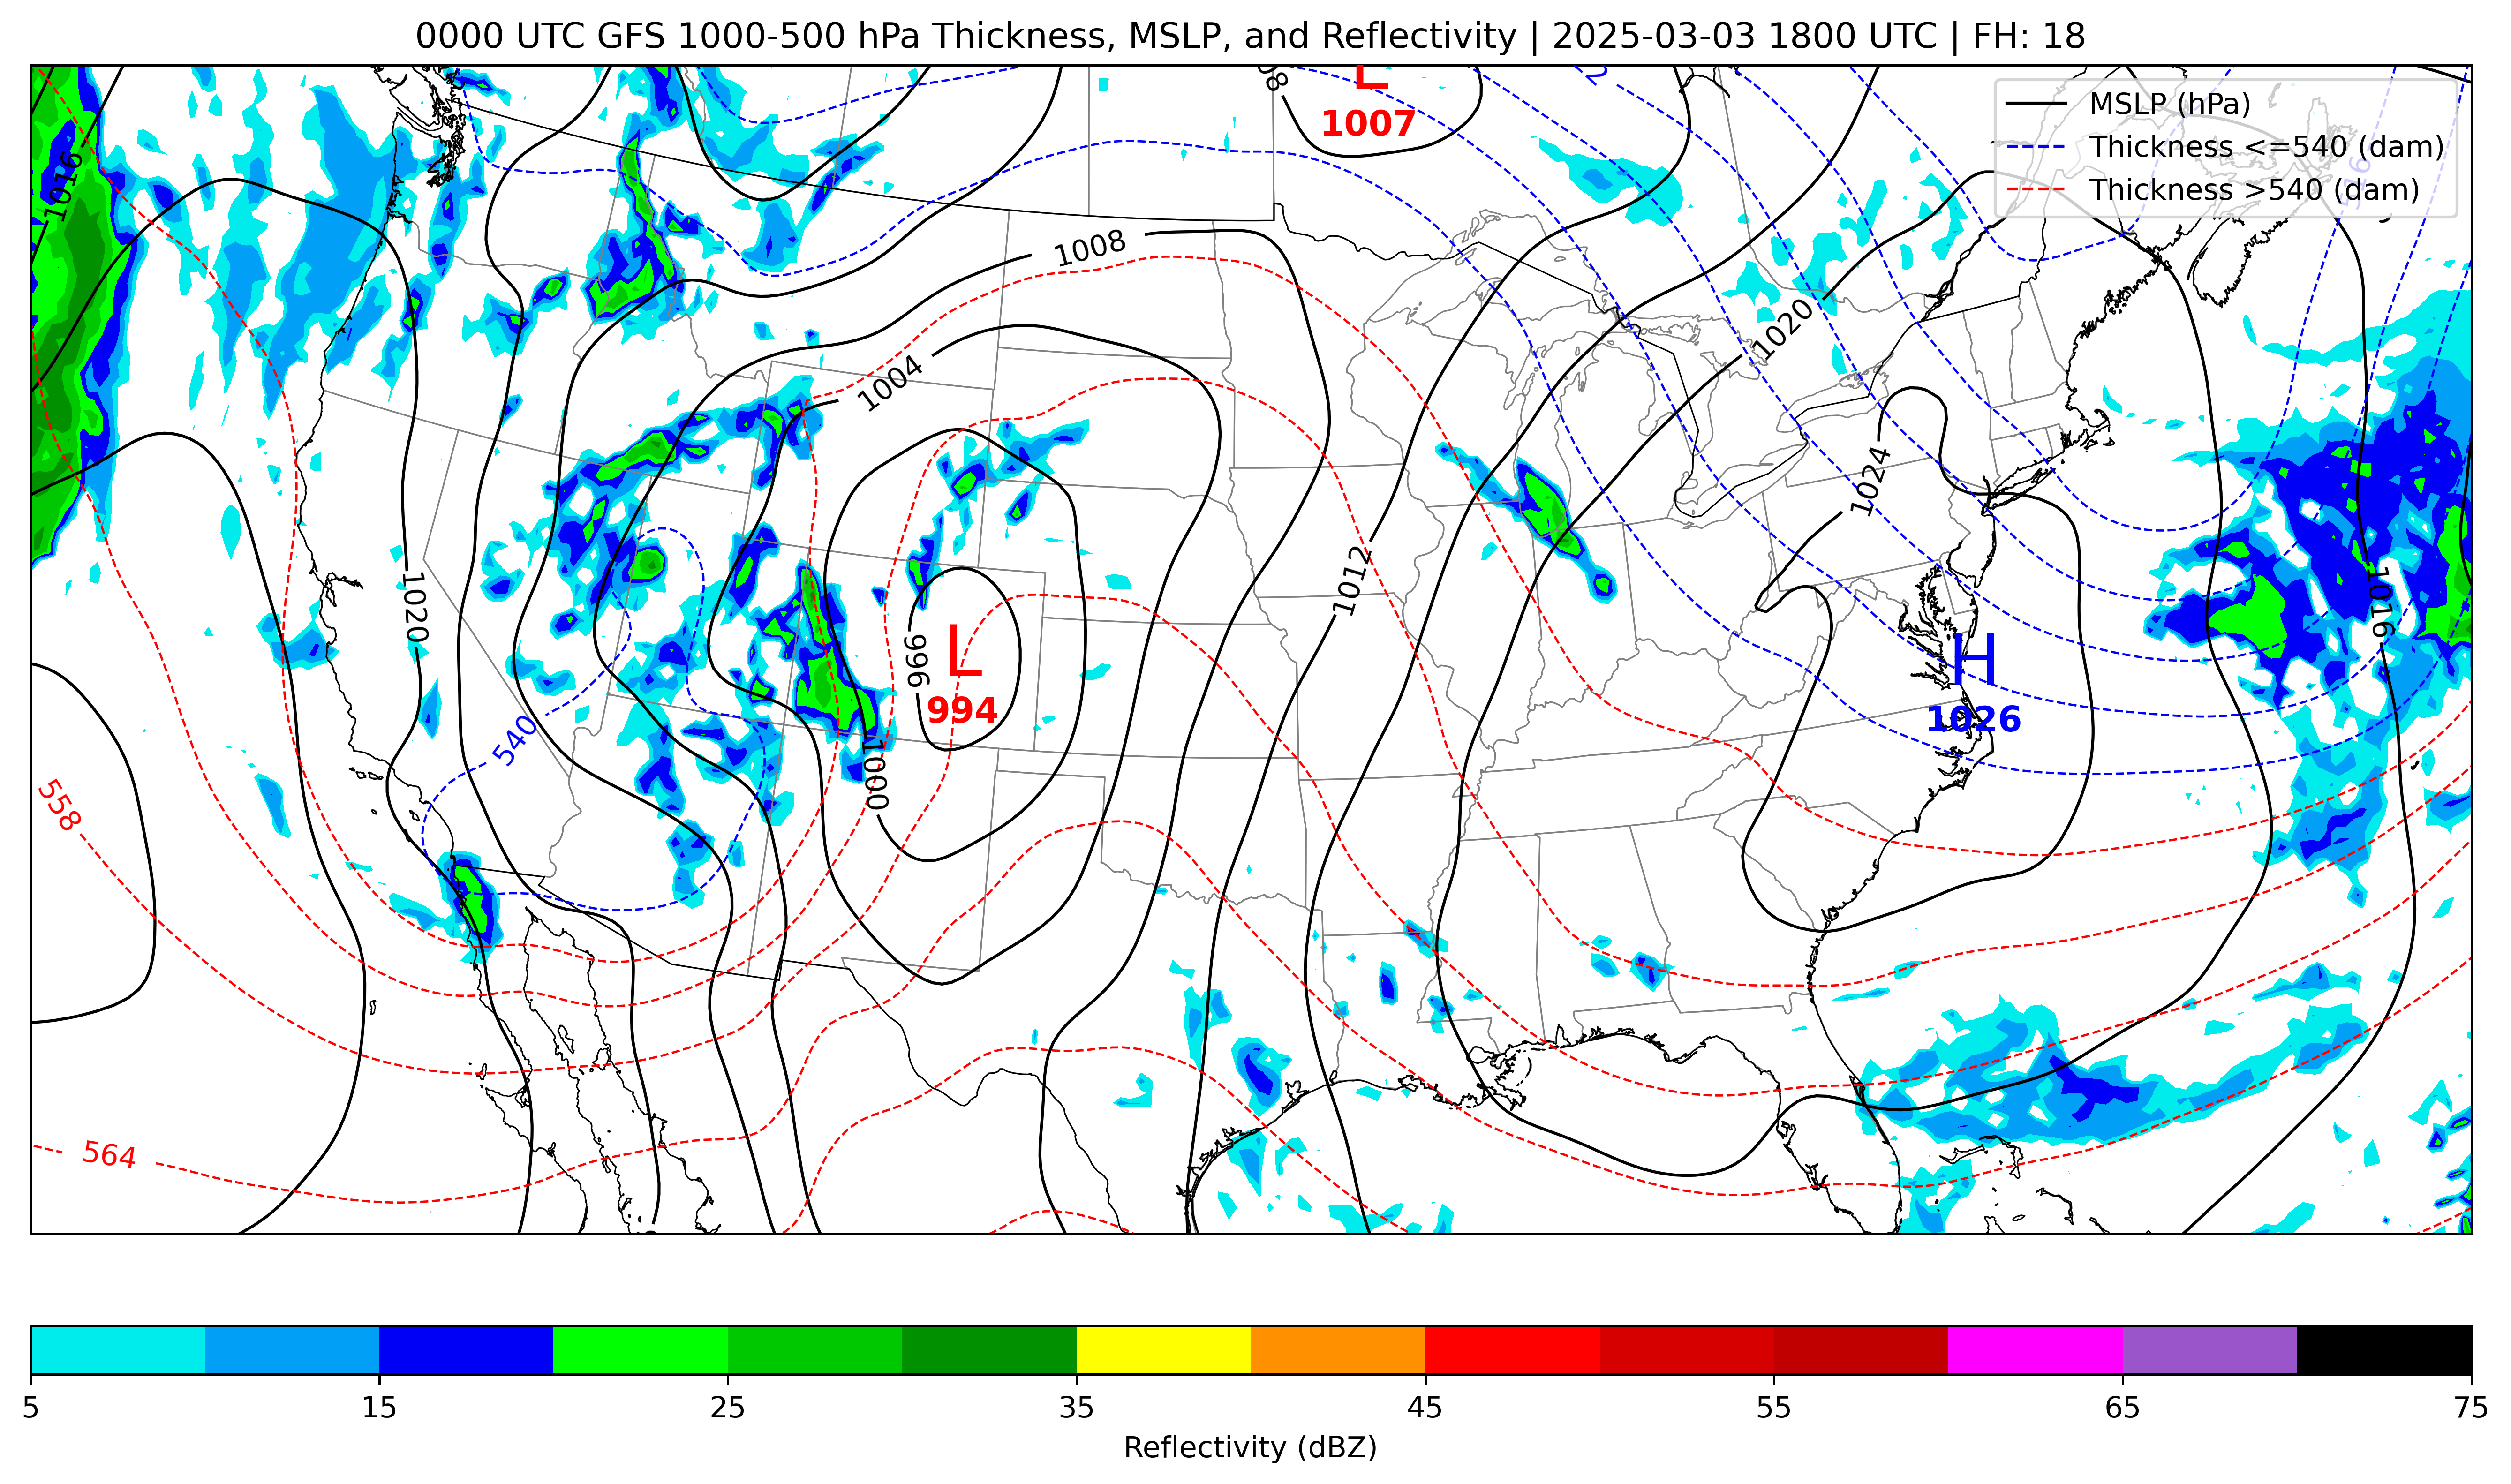 0000 UTC GFS 1000-500 hPa Thickness, MSLP, and Reflectivity | 2025-03-03 1800 UTC | FH: 18
MSLP (hPa)
Thickness <=540 (dam)
Thickness >540 (dam)
L
1007
1016
1008
1004
1020
1024
1012
1020
996
L
994
H
1026
1016
540
1000
558
564
5 15 25 35 45 55 65 75
Reflectivity (dBZ)